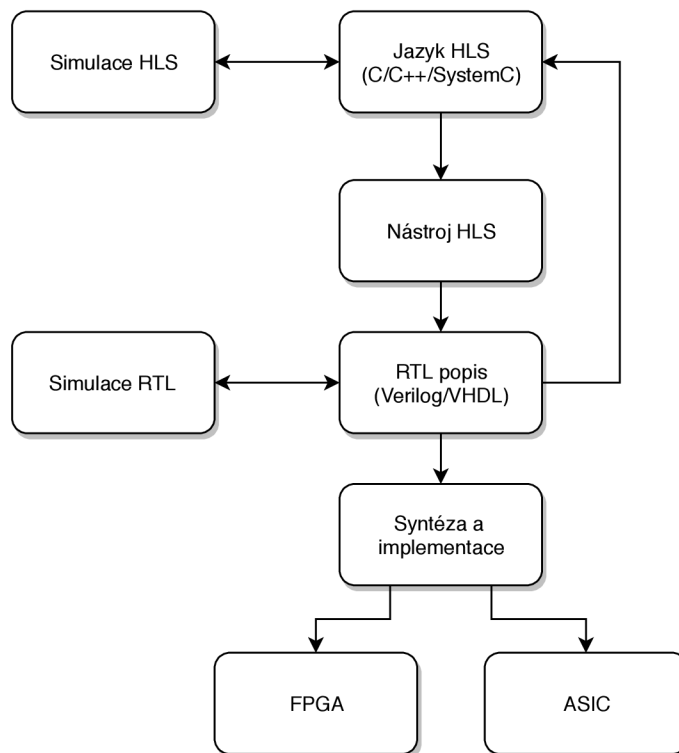 Simulace HLS
Jazyk HLS
(C/C++/SystemC)
Nástroj HLS
Simulace RTL
RTL popis
(Verilog/VHDL)
Syntéza a
implementace
FPGA
ASIC